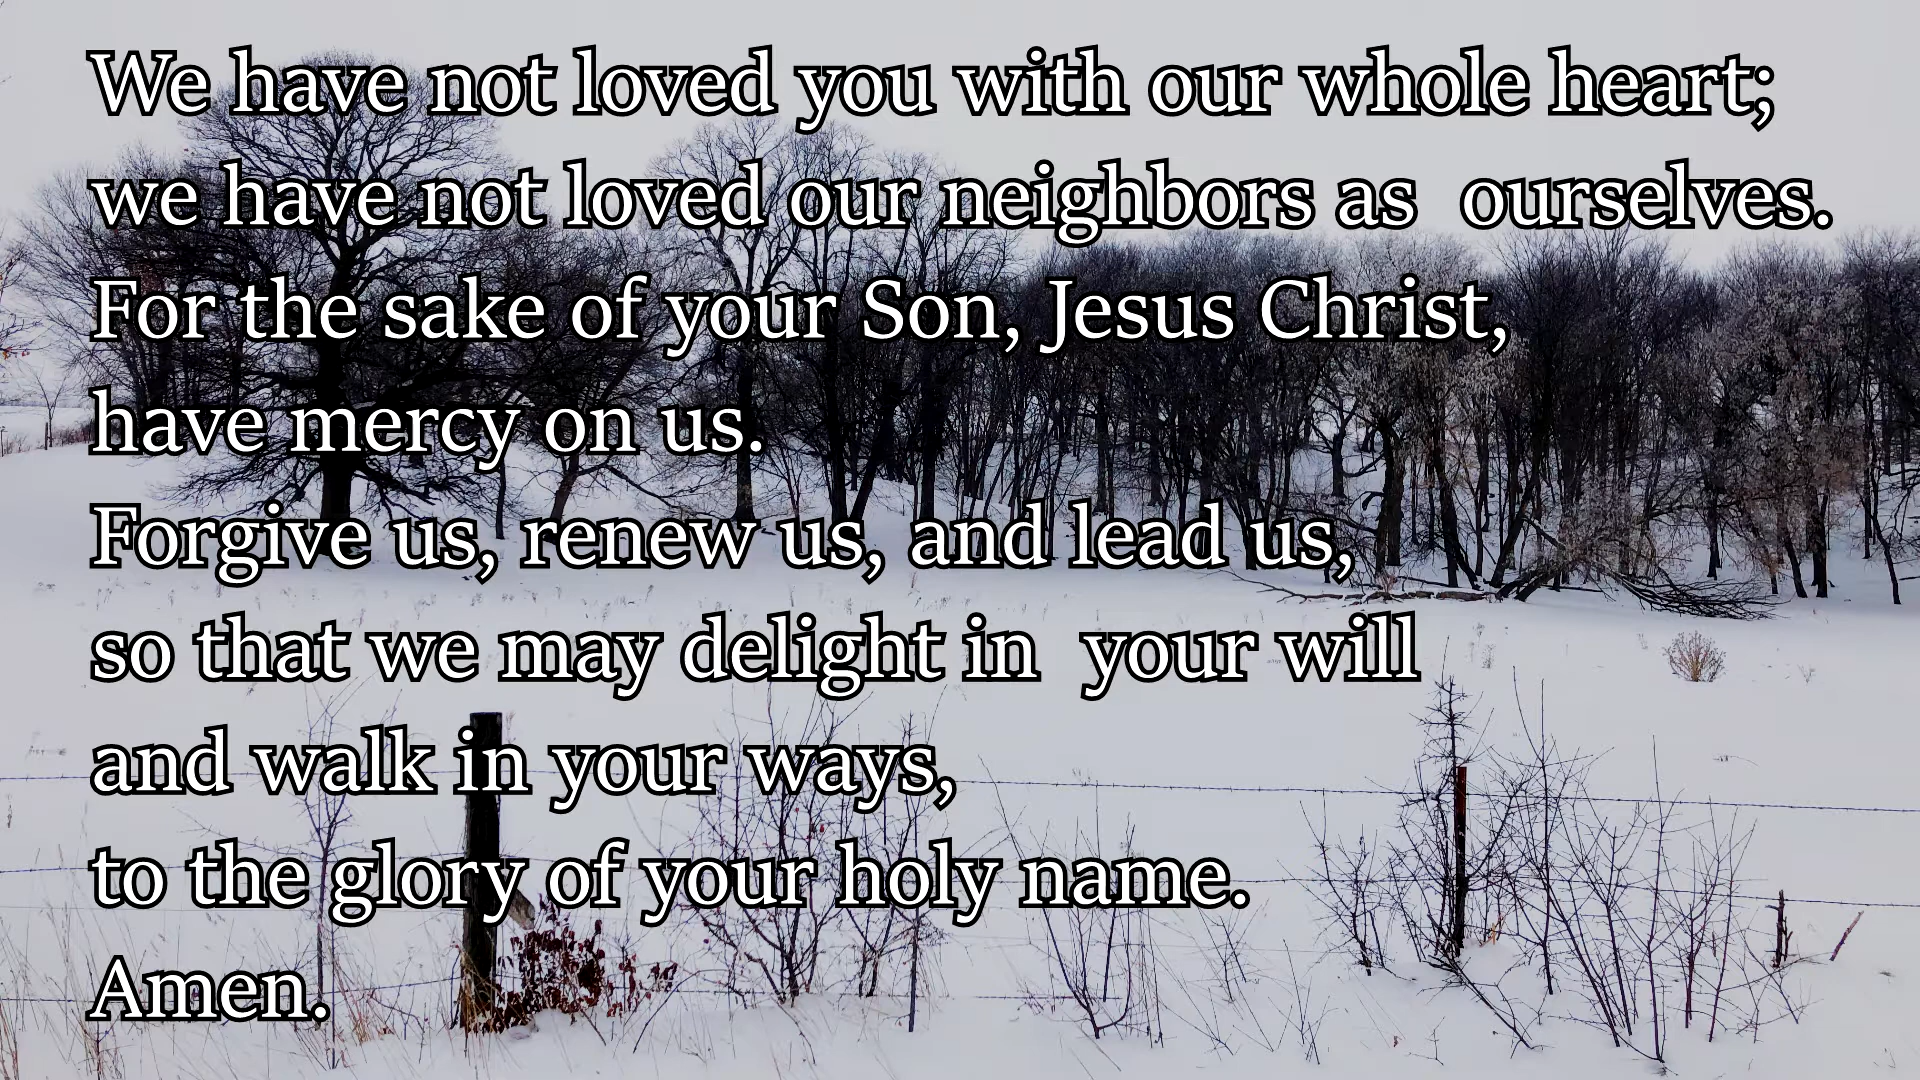 We have not loved you with our whole heart;
we have not loved our neighbors as  ourselves.
For the sake of your Son, Jesus Christ,
have mercy on us.
Forgive us, renew us, and lead us,
so that we may delight in  your will
and walk in your ways,
to the glory of your holy name.
Amen.